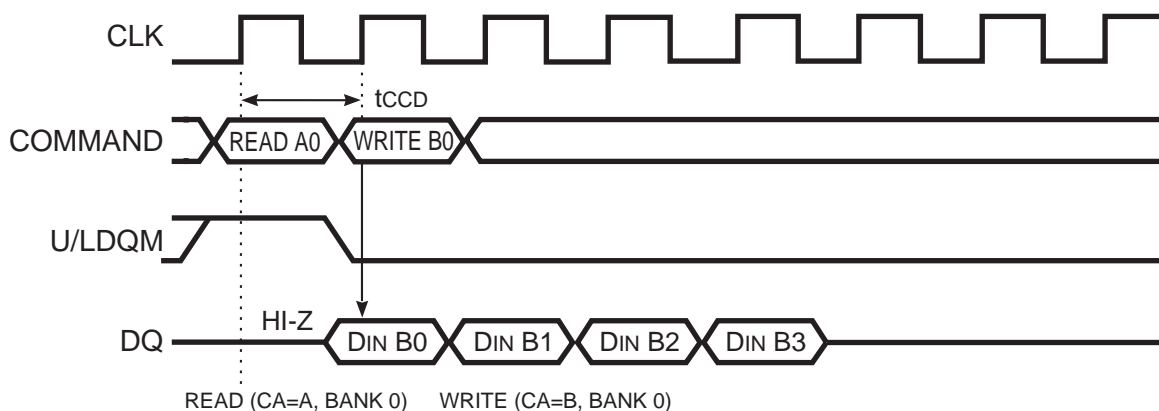 CLK
tCCD
COMMAND READ A0 WRITE B0
U/LDQM
HI-Z
DQ DIN B0 DIN B1 DIN B2 DIN B3
READ (CA=A, BANK 0) WRITE (CA=B, BANK 0)